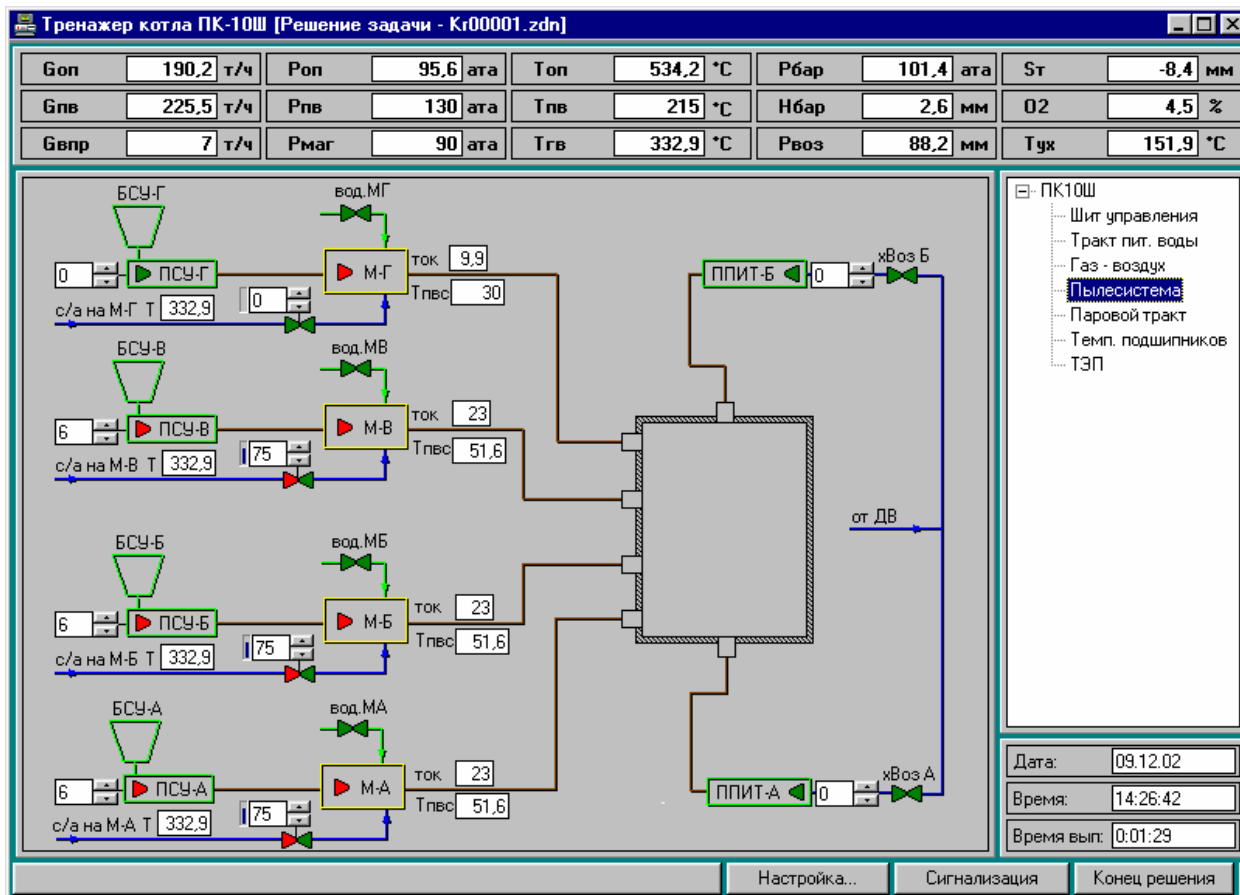 Тренажер котла ПК-10Ш [Решение задачи - Kr00001.zdn]
Gоп 190,2 т/ч Pоп 95,6 ата Tоп 534,2 °C Pбар 101,4 ата Sт -8,4 мм
Gпв 225,5 т/ч Pпв 130 ата Tпв 215 °C Hбар 2,6 мм O2 4,5 %
Gвпр 7 т/ч Pмаг 90 ата Tгв 332,9 °C Pвоз 88,2 мм Tух 151,9 °C
БСУ-Г вод.МГ
0 ПСУ-Г М-Г ток 9,9
Tпвс 30
с/а на М-Г Т 332,9 0
БСУ-В вод.МВ
6 ПСУ-В М-В ток 23
Tпвс 51,6
с/а на М-В Т 332,9 75
БСУ-Б вод.МБ
6 ПСУ-Б М-Б ток 23
Tпвс 51,6
с/а на М-Б Т 332,9 75
БСУ-А вод.МА
6 ПСУ-А М-А ток 23
Tпвс 51,6
с/а на М-А Т 332,9 75
ППИТ-Б 0 хВоз Б
от ДВ
ППИТ-А 0 хВоз А
ПК10Ш
Шит управления
Тракт пит. воды
Газ - воздух
Пылесистема
Паровой тракт
Темп. подшипников
ТЭП
Дата: 09.12.02
Время: 14:26:42
Время вып: 0:01:29
Настройка... Сигнализация Конец решения